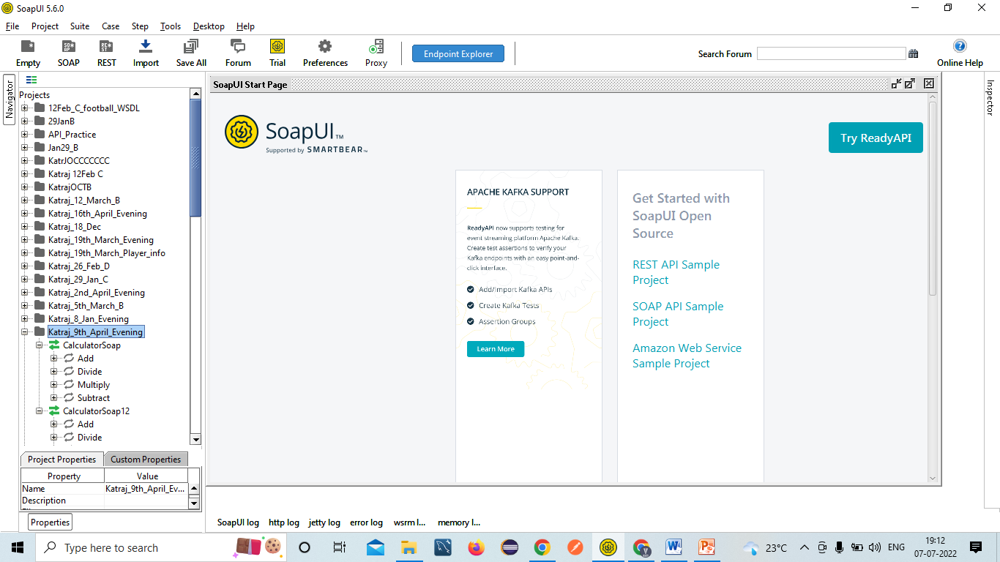 SoapUI 5.6.0
File Project Suite Case Step Tools Desktop Help
Empty SOAP REST Import Save All Forum Trial Preferences Proxy Endpoint Explorer Search Forum Online Help
Navigator
Inspector
Projects
12Feb_C_football_WSDL
29JanB
API_Practice
Jan29_B
KatrJOCCCCCCC
Katraj 12Feb C
KatrajOCTB
Katraj_12_March_B
Katraj_16th_April_Evening
Katraj_18_Dec
Katraj_19th_March_Evening
Katraj_19th_March_Player_info
Katraj_26_Feb_D
Katraj_29_Jan_C
Katraj_2nd_April_Evening
Katraj_5th_March_B
Katraj_8_Jan_Evening
Katraj_9th_April_Evening
CalculatorSoap
Add
Divide
Multiply
Subtract
CalculatorSoap12
Add
Divide
Project Properties Custom Properties
Property Value
Name Katraj_9th_April_Ev...
Description
Properties
SoapUI Start Page
SoapUI™
Supported by SMARTBEAR™
Try ReadyAPI
APACHE KAFKA SUPPORT
ReadyAPI now supports testing for
event streaming platform Apache Kafka.
Create test assertions to verify your
Kafka endpoints with an easy point-and-
click interface.
Add/Import Kafka APIs
Create Kafka Tests
Assertion Groups
Learn More
Get Started with
SoapUI Open
Source
REST API Sample
Project
SOAP API Sample
Project
Amazon Web Service
Sample Project
SoapUI log http log jetty log error log wsrm l... memory l...
Type here to search
23°C
ENG
19:12
07-07-2022